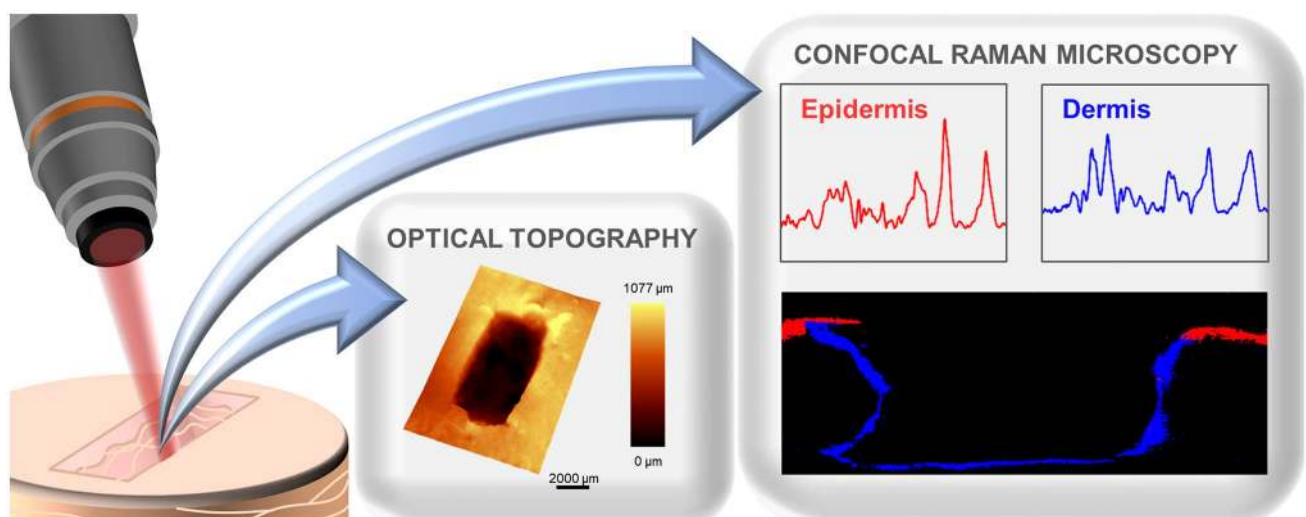 CONFOCAL RAMAN MICROSCOPY
Epidermis
Dermis
OPTICAL TOPOGRAPHY
1077 µm
0 µm
2000 µm